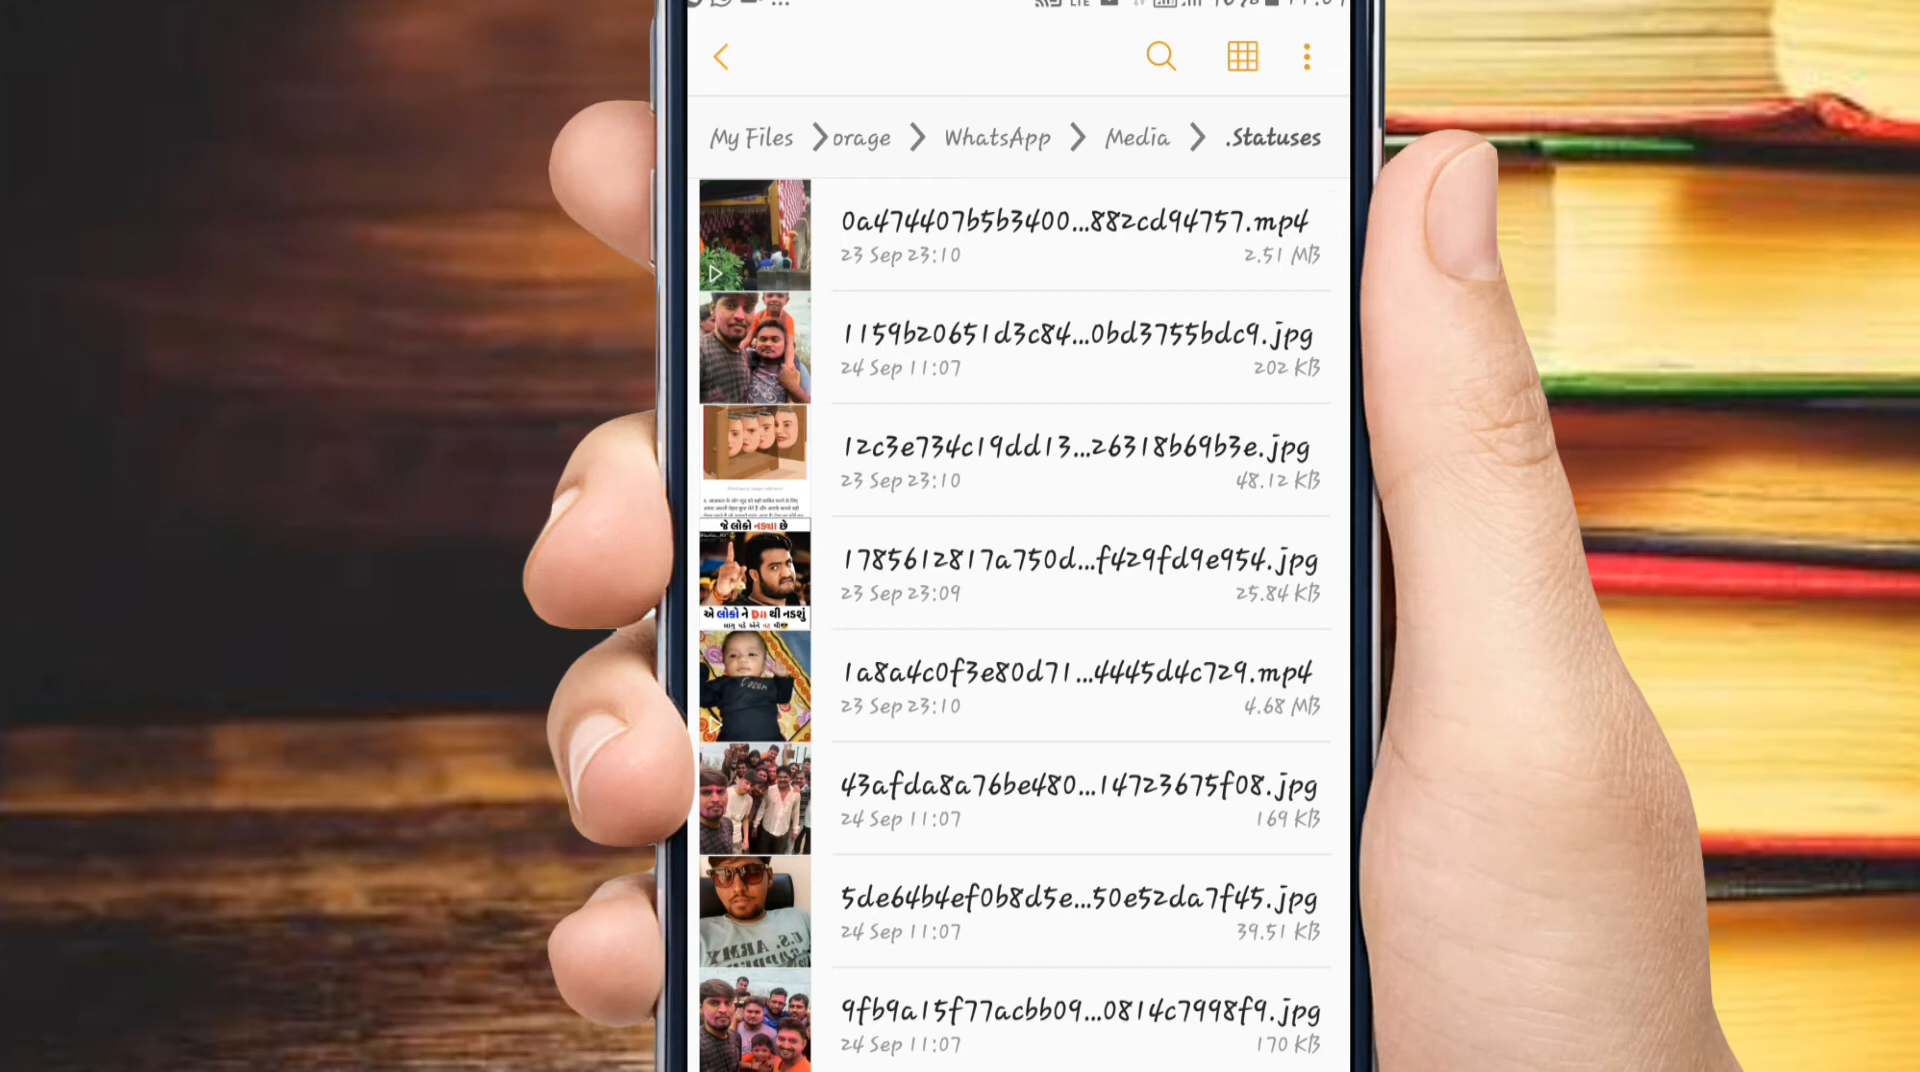 My Files > orage > WhatsApp > Media > .Statuses
0a474407b5b3400...882cd94757.mp4
23 Sep 23:10 2.51 MB
1159b20651d3c84...0bd3755bdc9.jpg
24 Sep 11:07 202 KB
12c3e734c19dd13...26318b69b3e.jpg
23 Sep 23:10 48.12 KB
જે લોકો નડ્યા છે
1785612817a750d...f429fd9e954.jpg
23 Sep 23:09 25.84 KB
એ લોકો ને Dil થી નડશું
1a8a4c0f3e80d71...4445d4c729.mp4
23 Sep 23:10 4.68 MB
43afda8a76be480...14723675f08.jpg
24 Sep 11:07 169 KB
5de64b4ef0b8d5e...50e52da7f45.jpg
24 Sep 11:07 39.51 KB
U.S. ARMY
9fb9a15f77acbb09...0814c7998f9.jpg
24 Sep 11:07 170 KB